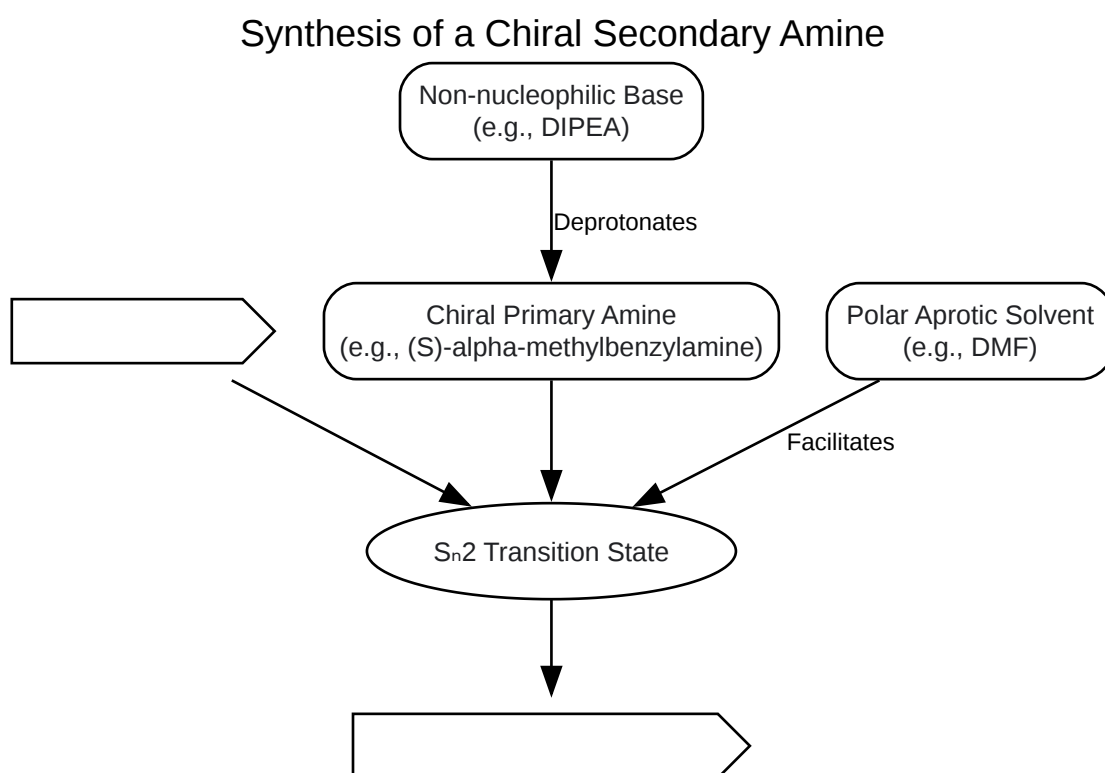 Synthesis of a Chiral Secondary Amine
Non-nucleophilic Base
(e.g., DIPEA)
Deprotonates
Chiral Primary Amine
(e.g., (S)-alpha-methylbenzylamine)
Polar Aprotic Solvent
(e.g., DMF)
Facilitates
Sₙ2 Transition State